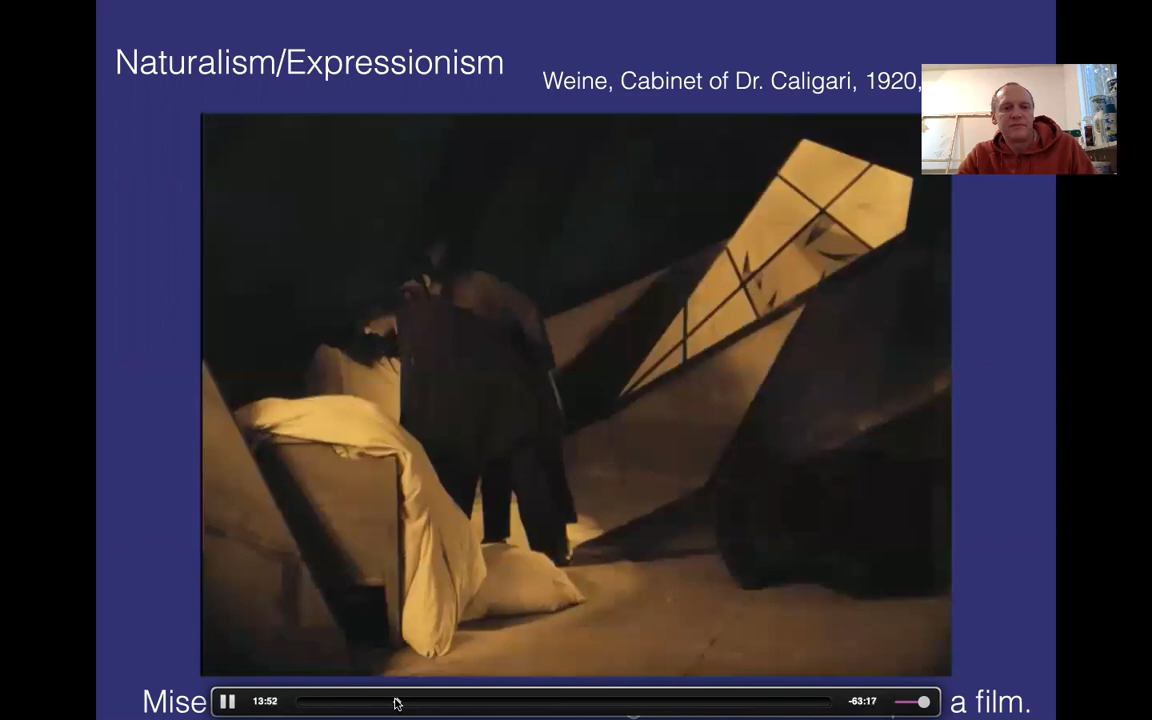 Naturalism/Expressionism
Weine, Cabinet of Dr. Caligari, 1920,
Mise
a film.
13:52
-63:17